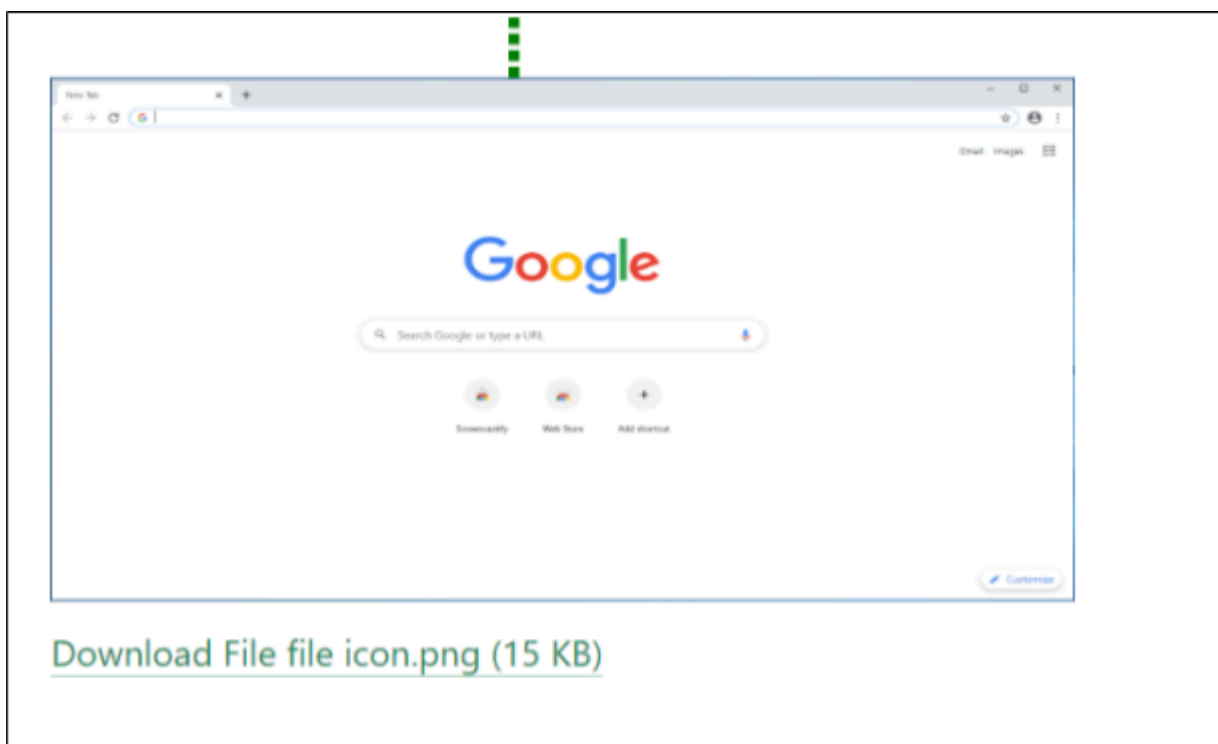 New Tab
Gmail Images
Google
Search Google or type a URL
Screencastify Web Store Add shortcut
Customize
Download File file icon.png (15 KB)